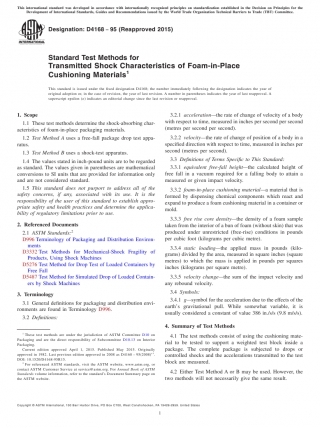 This international standard was developed in accordance with internationally recognized principles on standardization established in the Decision on Principles for the
Development of International Standards, Guides and Recommendations issued by the World Trade Organization Technical Barriers to Trade (TBT) Committee.
Designation: D4168 − 95 (Reapproved 2015)
INTERNATIONAL
Standard Test Methods for
Transmitted Shock Characteristics of Foam-in-Place
Cushioning Materials1
This standard is issued under the fixed designation D4168; the number immediately following the designation indicates the year of
original adoption or, in the case of revision, the year of last revision. A number in parentheses indicates the year of last reapproval. A
superscript epsilon (ε) indicates an editorial change since the last revision or reapproval.
1. Scope
1.1 These test methods determine the shock-absorbing char-
acteristics of foam-in-place packaging materials.
1.2 Test Method A uses a free-fall package drop test appa-
ratus.
1.3 Test Method B uses a shock-test apparatus.
1.4 The values stated in inch-pound units are to be regarded
as standard. The values given in parentheses are mathematical
conversions to SI units that are provided for information only
and are not considered standard.
1.5 This standard does not purport to address all of the
safety concerns, if any, associated with its use. It is the
responsibility of the user of this standard to establish appro-
priate safety and health practices and determine the applica-
bility of regulatory limitations prior to use.
2. Referenced Documents
2.1 ASTM Standards:2
D996 Terminology of Packaging and Distribution Environ-
ments
D3332 Test Methods for Mechanical-Shock Fragility of
Products, Using Shock Machines
D5276 Test Method for Drop Test of Loaded Containers by
Free Fall
D5487 Test Method for Simulated Drop of Loaded Contain-
ers by Shock Machines
3. Terminology
3.1 General definitions for packaging and distribution envi-
ronments are found in Terminology D996.
3.2 Definitions:
1 These test methods are under the jurisdiction of ASTM Committee D10 on
Packaging and are the direct responsibility of Subcommittee D10.13 on Interior
Packaging.
Current edition approved April 1, 2015. Published May 2015. Originally
approved in 1982. Last previous edition approved in 2008 as D4168 – 95(2008)ε1.
DOI: 10.1520/D4168-95R15.
2 For referenced ASTM standards, visit the ASTM website, www.astm.org, or
contact ASTM Customer Service at service@astm.org. For Annual Book of ASTM
Standards volume information, refer to the standard's Document Summary page on
the ASTM website.
3.2.1 acceleration—the rate of change of velocity of a body
with respect to time, measured in inches per second per second
(metres per second per second).
3.2.2 velocity—the rate of change of position of a body in a
specified direction with respect to time, measured in inches per
second (metres per second).
3.3 Definitions of Terms Specific to This Standard:
3.3.1 equivalent free-fall height—the calculated height of
free fall in a vacuum required for a falling body to attain a
measured or given impact velocity.
3.3.2 foam-in-place cushioning material—a material that is
formed by dispensing chemical components which react and
expand to produce a foam cushioning material in a container or
mold.
3.3.3 free rise core density—the density of a foam sample
taken from the interior of a bun of foam (without skin) that was
produced under unrestricted (free-rise) conditions in pounds
per cubic foot (kilograms per cubic metre).
3.3.4 static loading—the applied mass in pounds (kilo-
grams) divided by the area, measured in square inches (square
metres) to which the mass is applied in pounds per square
inches (kilograms per square metre).
3.3.5 velocity change—the sum of the impact velocity and
any rebound velocity.
3.4 Symbols:
3.4.1 g—symbol for the acceleration due to the effects of the
earth's gravitational pull. While somewhat variable, it is
usually considered a constant of value 386 in./s/s (9.8 m/s/s).
4. Summary of Test Methods
4.1 The test methods consist of using the cushioning mate-
rial to be tested to support a weighted test block inside a
package. The complete package is subjected to drops or
controlled shocks and the accelerations transmitted to the test
block are measured.
4.2 Either Test Method A or B may be used. However, the
two methods will not necessarily give the same result.
Copyright © ASTM International, 100 Barr Harbor Drive, PO Box C700, West Conshohocken, PA 19428-2959. United States
1